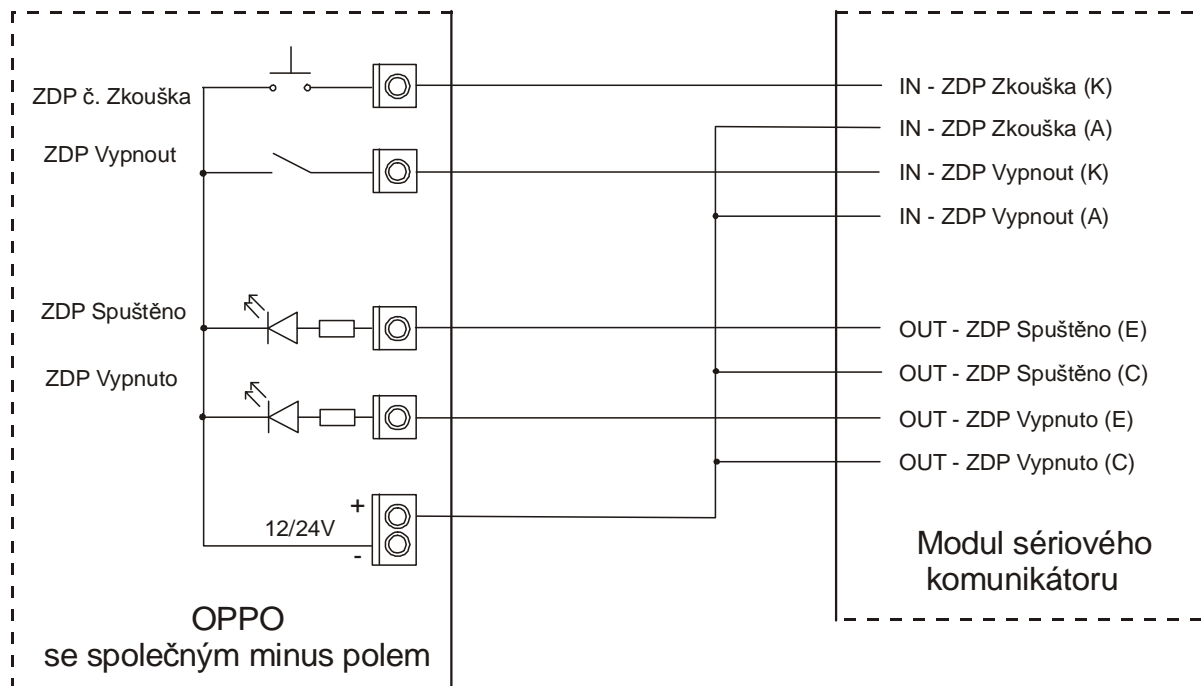 ZDP č. Zkouška
ZDP Vypnout
ZDP Spuštěno
ZDP Vypnuto
+
12/24V
-
OPPO
se společným minus polem
IN - ZDP Zkouška (K)
IN - ZDP Zkouška (A)
IN - ZDP Vypnout (K)
IN - ZDP Vypnout (A)
OUT - ZDP Spuštěno (E)
OUT - ZDP Spuštěno (C)
OUT - ZDP Vypnuto (E)
OUT - ZDP Vypnuto (C)
Modul sériového
komunikátoru